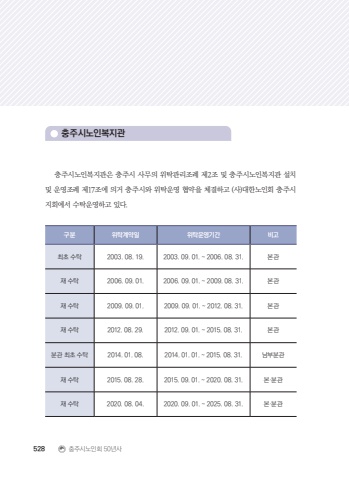 충주시노인복지관
충주시노인복지관은 충주시 사무의 위탁관리조례 제2조 및 충주시노인복지관 설치
및 운영조례 제17조에 의거 충주시와 위탁운영 협약을 체결하고 (사)대한노인회 충주시
지회에서 수탁운영하고 있다.
구분 위탁계약일 위탁운영기간 비고
최초 수탁 2003. 08. 19. 2003. 09. 01. ~ 2006. 08. 31. 본관
재 수탁 2006. 09. 01. 2006. 09. 01. ~ 2009. 08. 31. 본관
재 수탁 2009. 09. 01. 2009. 09. 01. ~ 2012. 08. 31. 본관
재 수탁 2012. 08. 29. 2012. 09. 01. ~ 2015. 08. 31. 본관
분관 최초 수탁 2014. 01. 08. 2014. 01. 01. ~ 2015. 08. 31. 남부분관
재 수탁 2015. 08. 28. 2015. 09. 01. ~ 2020. 08. 31. 본·분관
재 수탁 2020. 08. 04. 2020. 09. 01. ~ 2025. 08. 31. 본·분관
528 충주시노인회 50년사